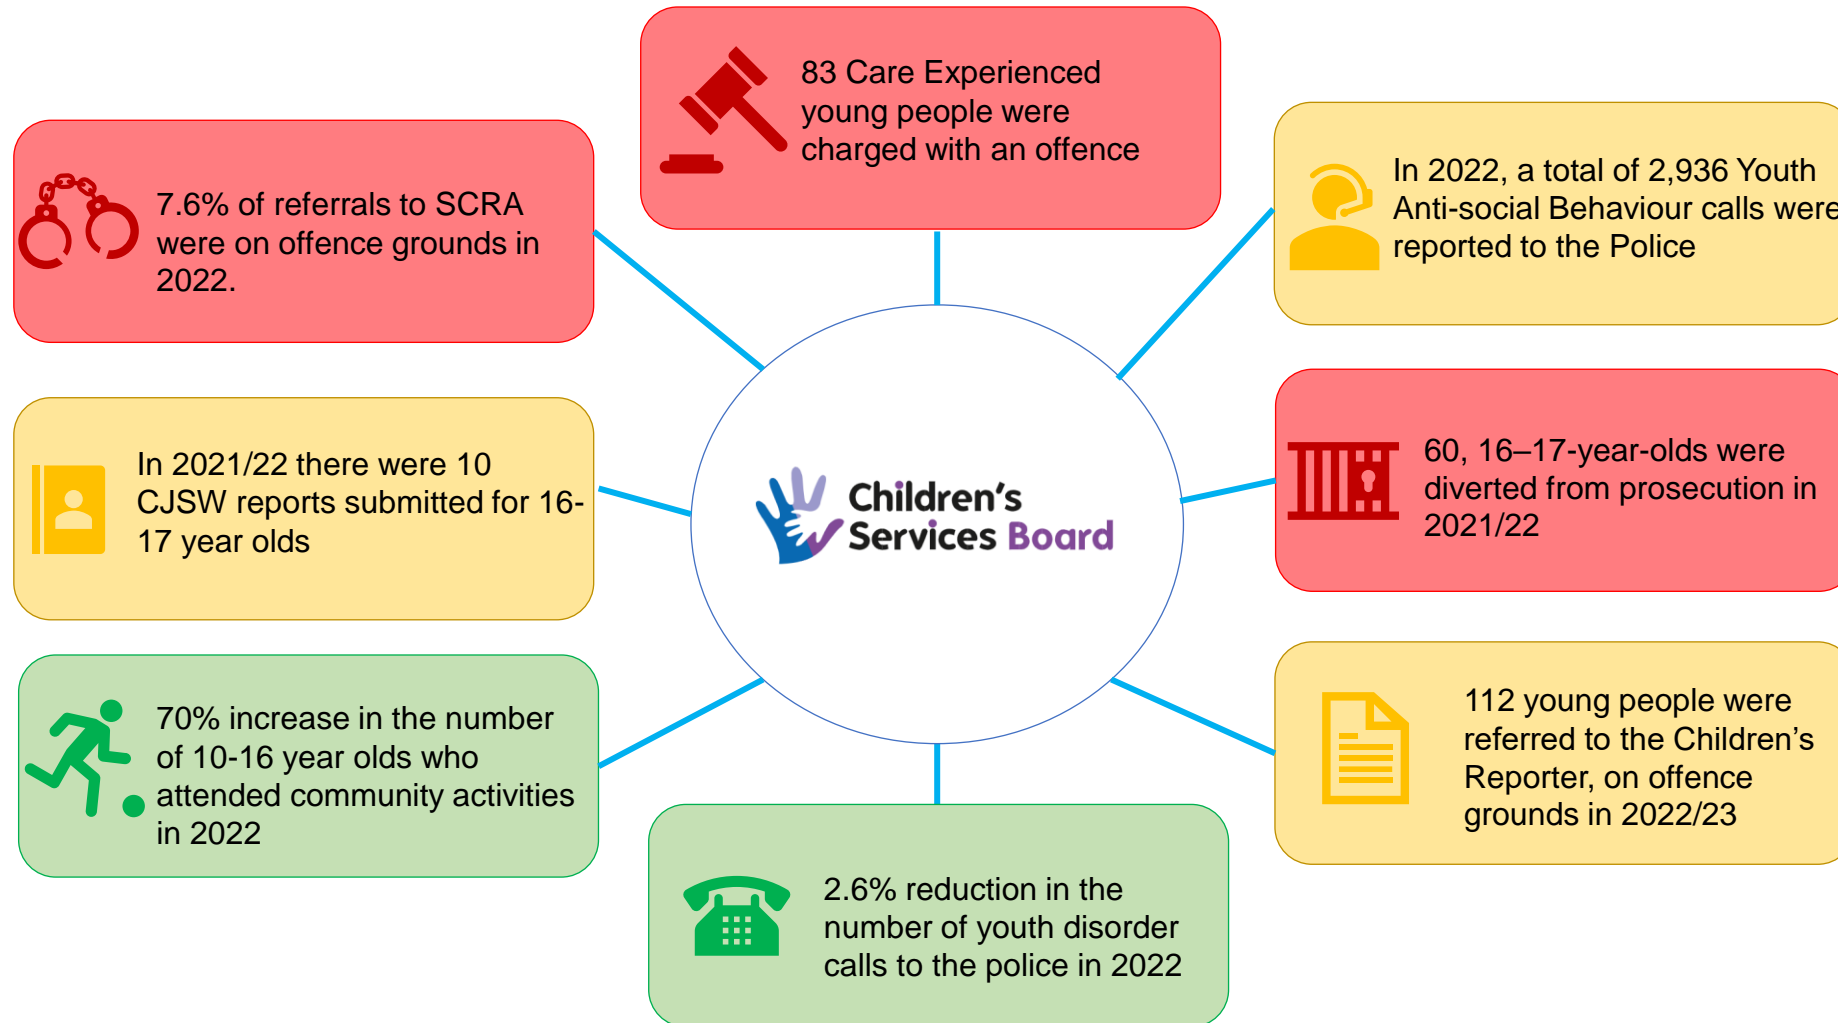 83 Care Experienced
young people were
charged with an offence
7.6% of referrals to SCRA
were on offence grounds in
2022.
In 2022, a total of 2,936 Youth
Anti-social Behaviour calls were
reported to the Police
In 2021/22 there were 10
CJSW reports submitted for 16-
17 year olds
Children's
Services Board
60, 16–17-year-olds were
diverted from prosecution in
2021/22
70% increase in the number
of 10-16 year olds who
attended community activities
in 2022
112 young people were
referred to the Children’s
Reporter, on offence
grounds in 2022/23
2.6% reduction in the
number of youth disorder
calls to the police in 2022